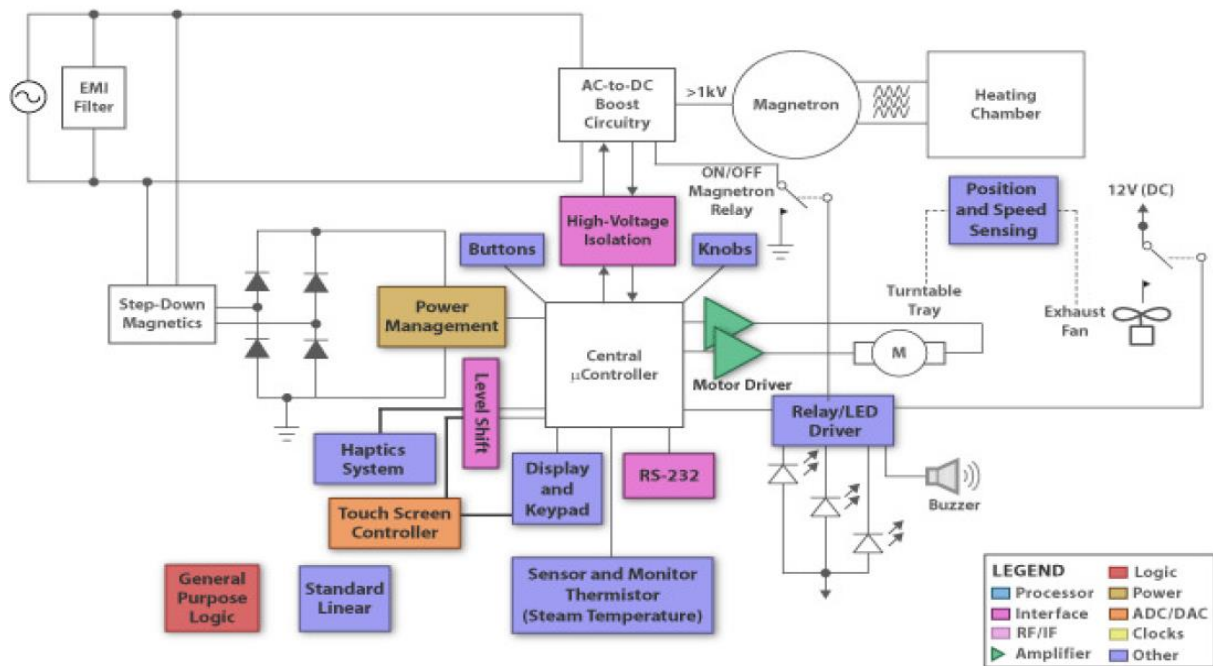 EMI
Filter
AC-to-DC
Boost
Circuitry
>1kV
Magnetron
Heating
Chamber
ON/OFF
Magnetron
Relay
Position
and Speed
Sensing
12V (DC)
High-Voltage
Isolation
Buttons
Knobs
Step-Down
Magnetics
Power
Management
Central
μController
Turntable
Tray
Exhaust
Fan
M
Motor Driver
Level Shift
Relay/LED
Driver
Haptics
System
Display
and
Keypad
RS-232
Buzzer
Touch Screen
Controller
General
Purpose
Logic
Standard
Linear
Sensor and Monitor
Thermistor
(Steam Temperature)
LEGEND
Processor
Interface
RF/IF
Amplifier
Logic
Power
ADC/DAC
Clocks
Other